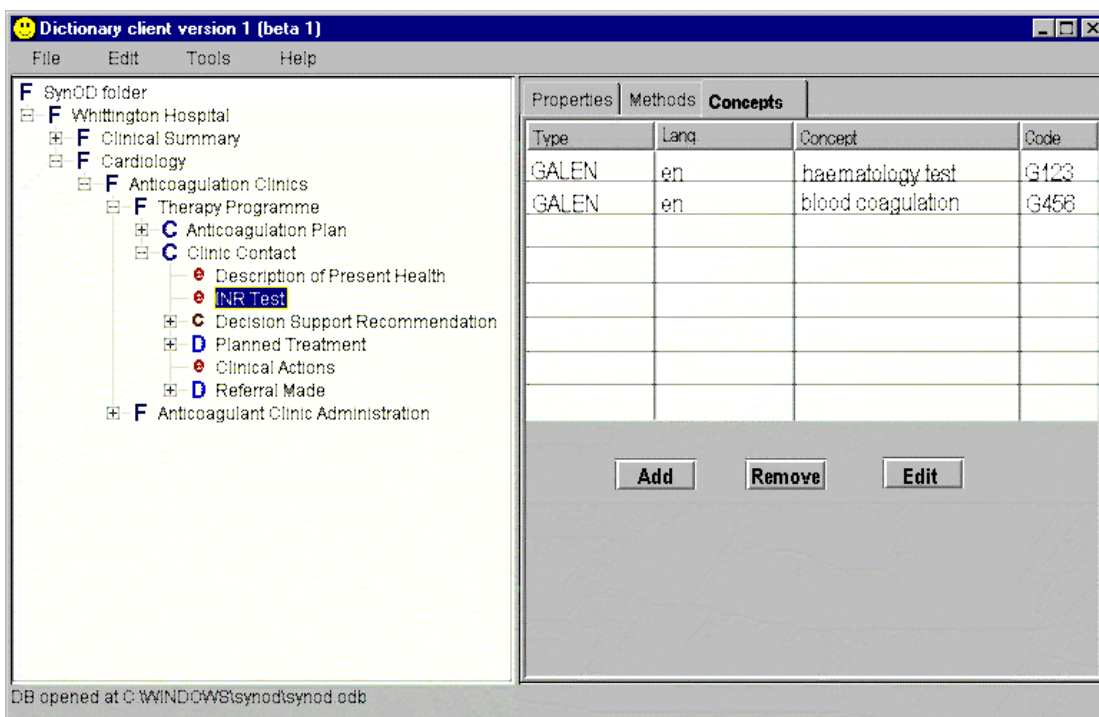 Dictionary client version 1 (beta 1)
File Edit Tools Help
F SynOD folder
F Whittington Hospital
F Clinical Summary
F Cardiology
F Anticoagulation Clinics
F Therapy Programme
C Anticoagulation Plan
C Clinic Contact
e Description of Present Health
e INR Test
C Decision Support Recommendation
D Planned Treatment
e Clinical Actions
D Referral Made
F Anticoagulant Clinic Administration
Properties Methods Concepts
Type Lang Concept Code
GALEN en haematology test G123
GALEN en blood coagulation G456
Add Remove Edit
DB opened at C:\WINDOWS\synod\synod.odb